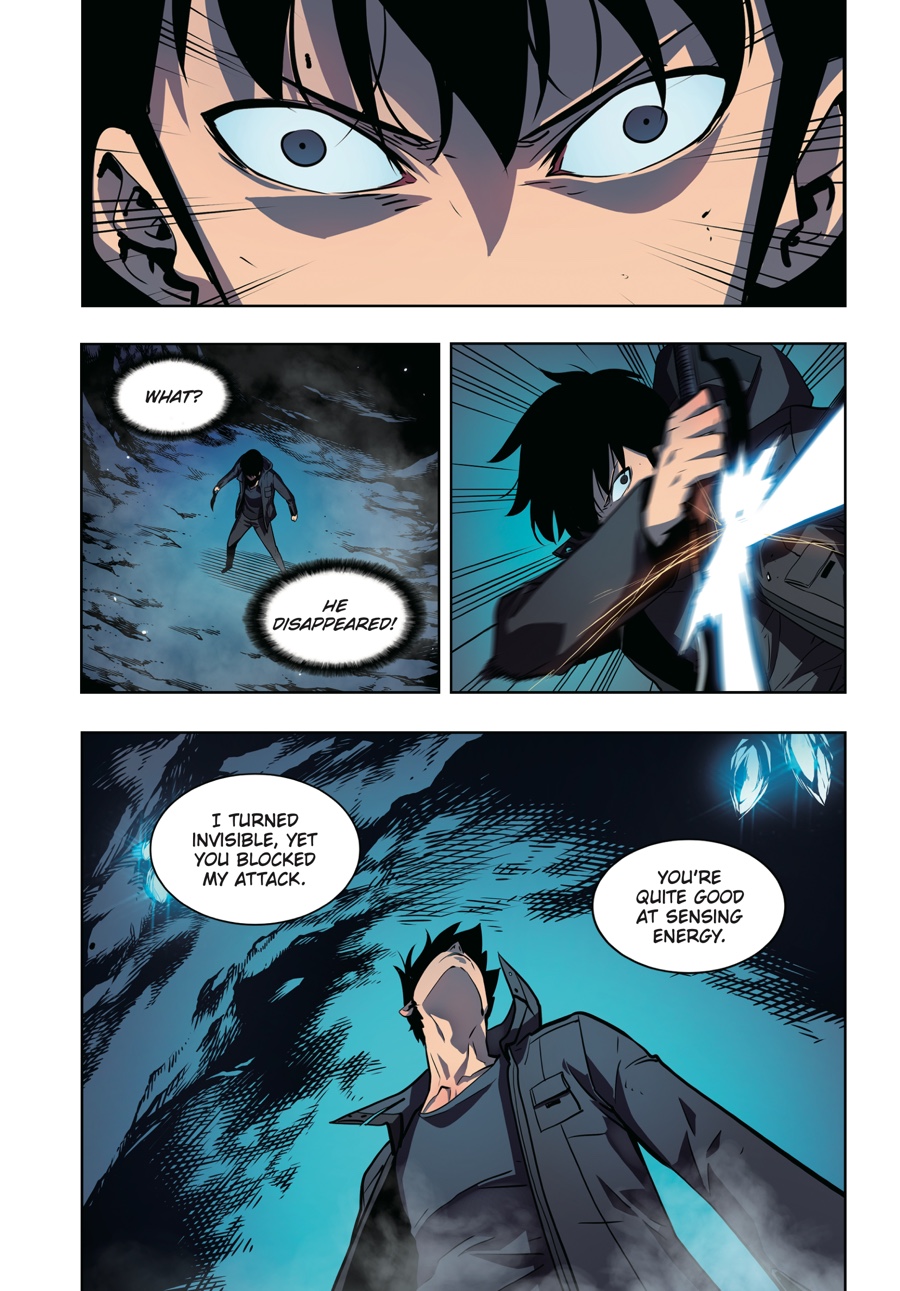 WHAT?
HE
DISAPPEARED!
I TURNED
INVISIBLE, YET
YOU BLOCKED
MY ATTACK.
YOU'RE
QUITE GOOD
AT SENSING
ENERGY.